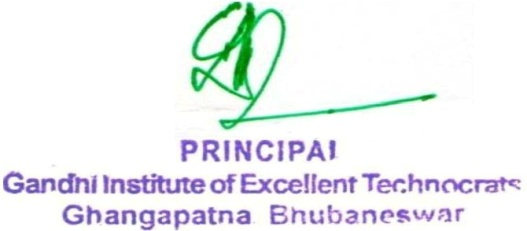 PRINCIPAL
Gandhi Institute of Excellent Technocrats
Ghangapatna Bhubaneswar